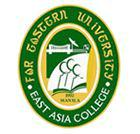 FAR EASTERN UNIVERSITY
EAST ASIA COLLEGE
MANILA